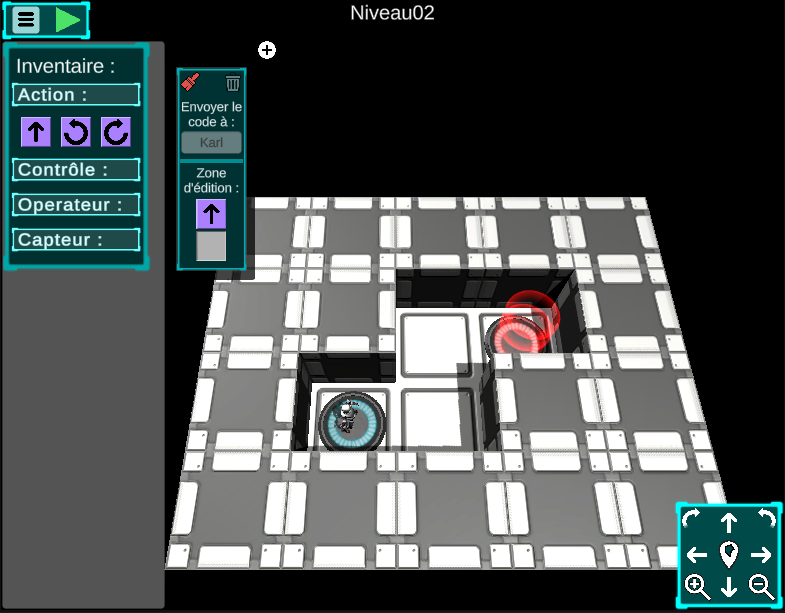 Niveau02
Inventaire :
Action :
Contrôle :
Operateur :
Capteur :
Envoyer le
code à :
Karl
Zone
d'édition :